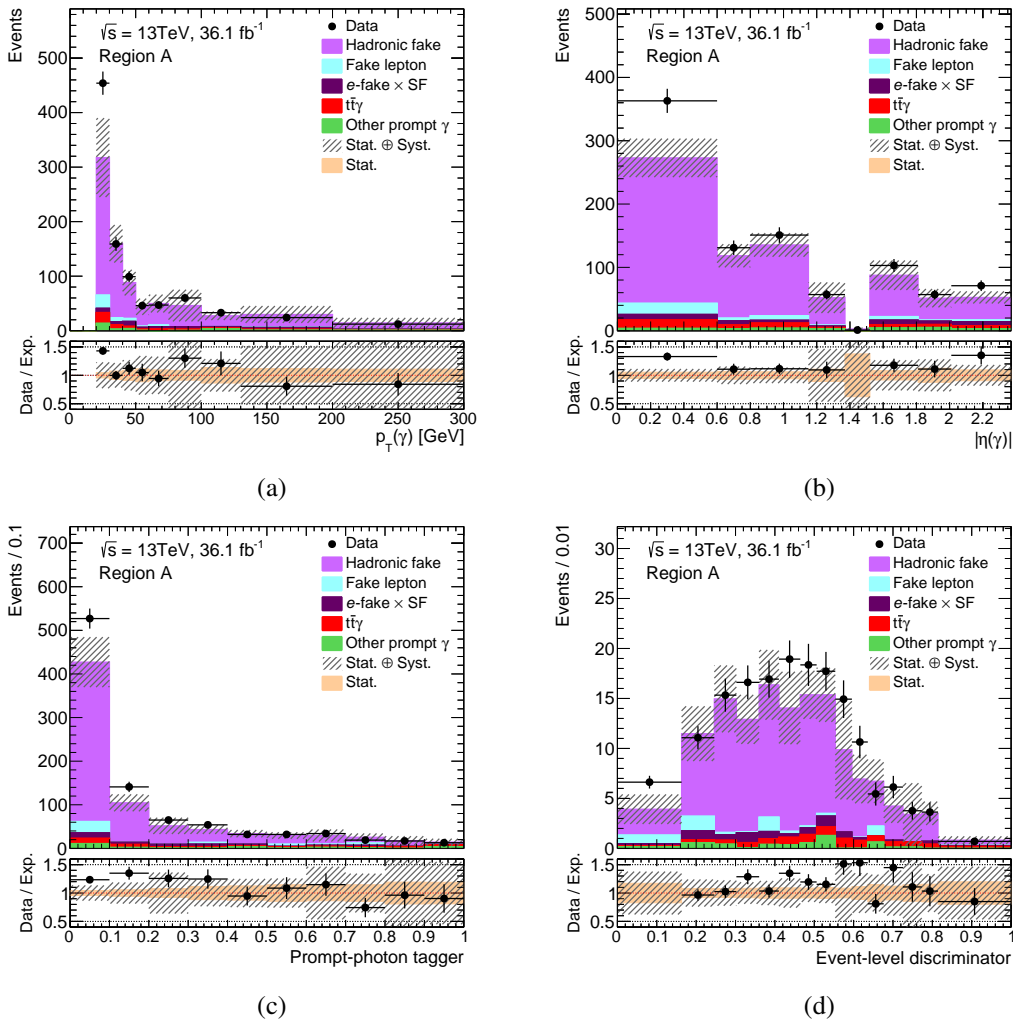 Events
√s = 13TeV, 36.1 fb⁻¹
Region A
Data
Hadronic fake
Fake lepton
e-fake × SF
tt̄γ
Other prompt γ
Stat. ⊕ Syst.
Stat.
500
400
300
200
100
0
Data / Exp.
1.5
1
0.5
0 50 100 150 200 250 300
p_T(γ) [GeV]
(a)
Events
√s = 13TeV, 36.1 fb⁻¹
Region A
Data
Hadronic fake
Fake lepton
e-fake × SF
tt̄γ
Other prompt γ
Stat. ⊕ Syst.
Stat.
500
400
300
200
100
0
Data / Exp.
1.5
1
0.5
0 0.2 0.4 0.6 0.8 1 1.2 1.4 1.6 1.8 2 2.2
|η(γ)|
(b)
Events / 0.1
√s = 13TeV, 36.1 fb⁻¹
Region A
Data
Hadronic fake
Fake lepton
e-fake × SF
tt̄γ
Other prompt γ
Stat. ⊕ Syst.
Stat.
700
600
500
400
300
200
100
0
Data / Exp.
1.5
1
0.5
0 0.1 0.2 0.3 0.4 0.5 0.6 0.7 0.8 0.9 1
Prompt-photon tagger
(c)
Events / 0.01
√s = 13TeV, 36.1 fb⁻¹
Region A
Data
Hadronic fake
Fake lepton
e-fake × SF
tt̄γ
Other prompt γ
Stat. ⊕ Syst.
Stat.
30
25
20
15
10
5
0
Data / Exp.
1.5
1
0.5
0 0.1 0.2 0.3 0.4 0.5 0.6 0.7 0.8 0.9 1
Event-level discriminator
(d)